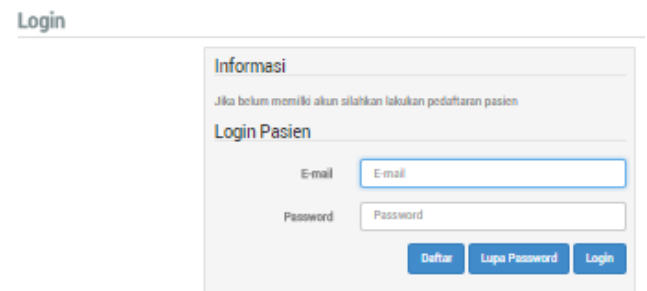 Login
Informasi
Jika belum memilki akun silahkan lakukan pedaftaran pasien
Login Pasien
E-mail E-mail
Password Password
Daftar Lupa Password Login